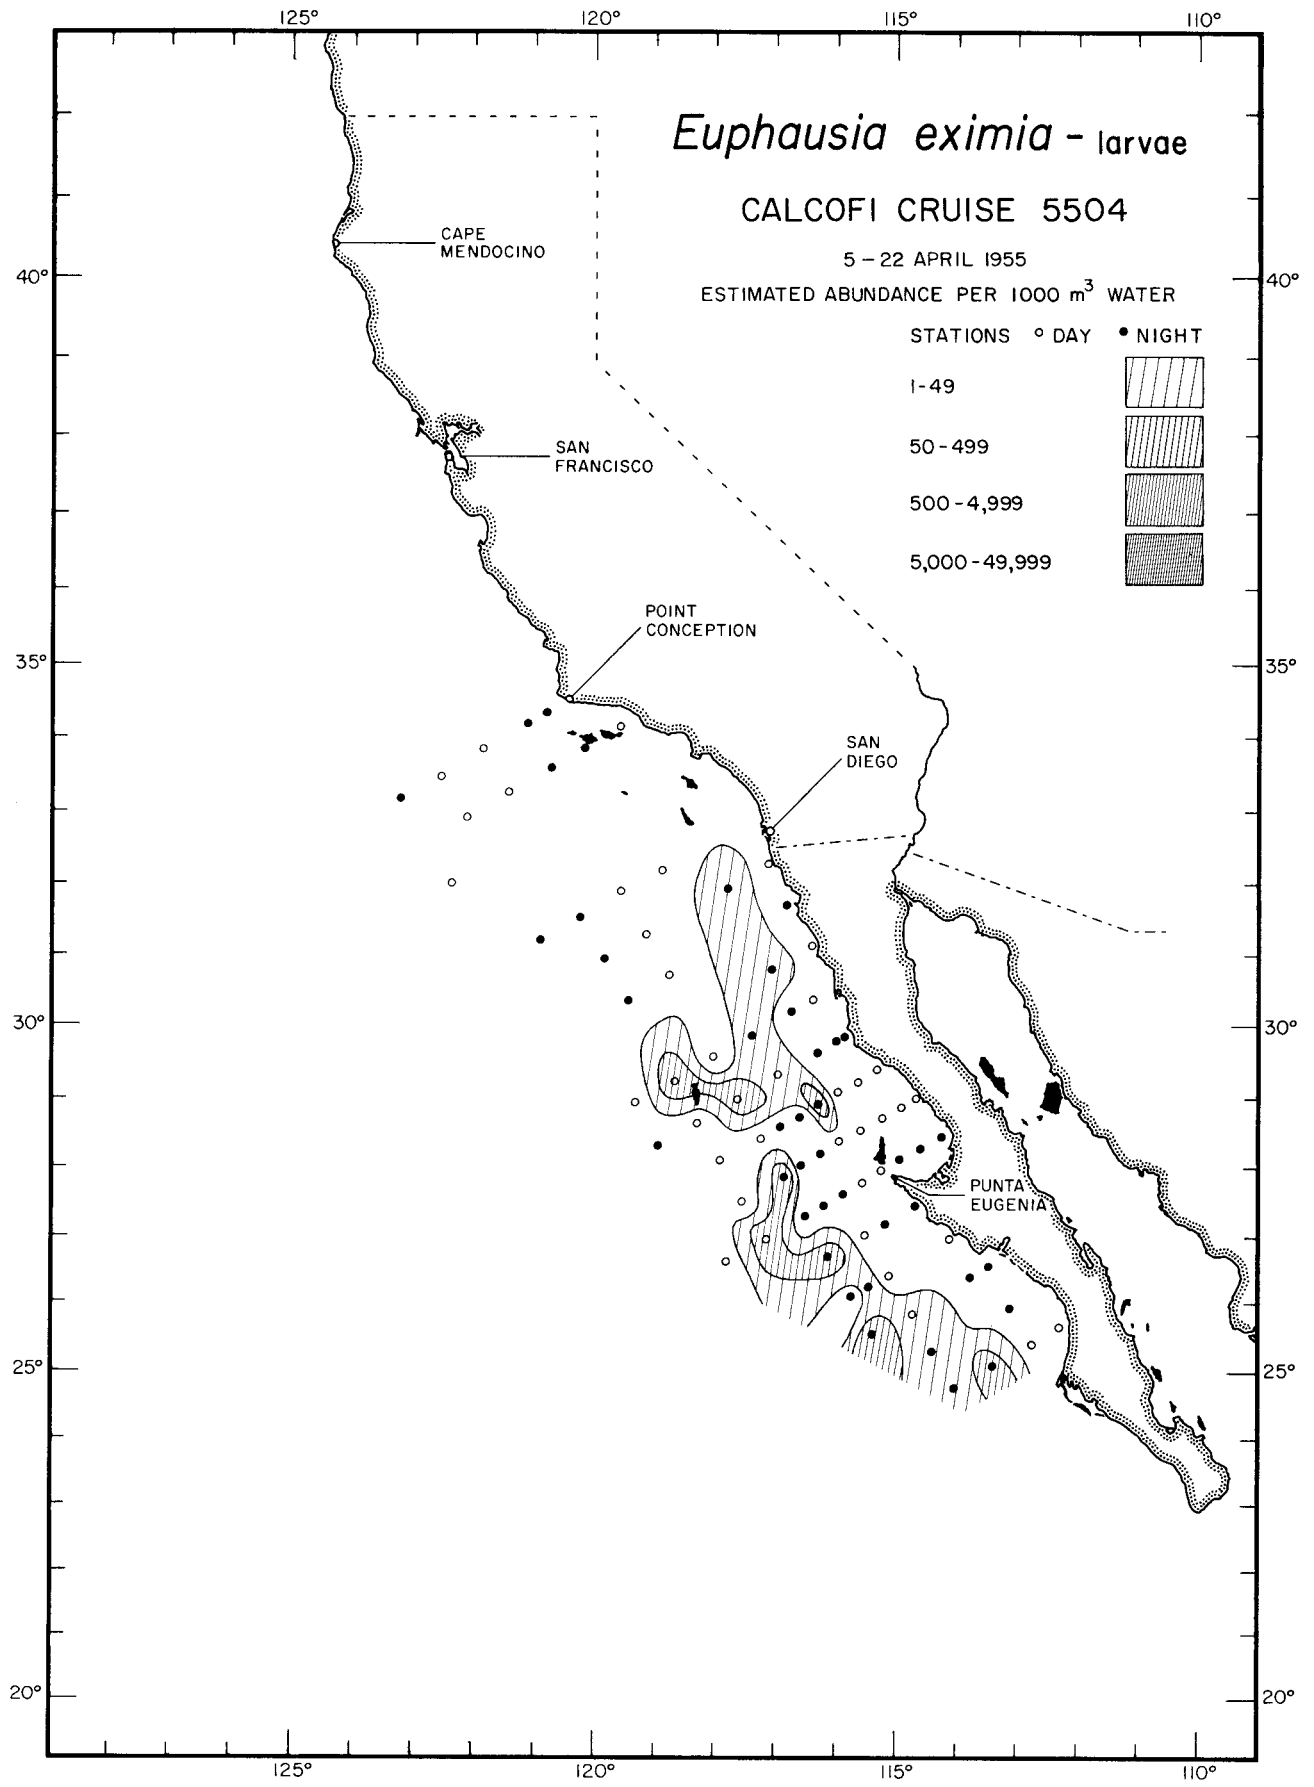 125° 120° 115° 110°
Euphausia eximia - larvae
CALCOFI CRUISE 5504
5 - 22 APRIL 1955
ESTIMATED ABUNDANCE PER 1000 m³ WATER
STATIONS ○ DAY ● NIGHT
1 - 49
50 - 499
500 - 4,999
5,000 - 49,999
CAPE
MENDOCINO
40° 40°
SAN
FRANCISCO
POINT
CONCEPTION
35° 35°
SAN
DIEGO
30° 30°
PUNTA
EUGENIA
25° 25°
20° 20°
125° 120° 115° 110°